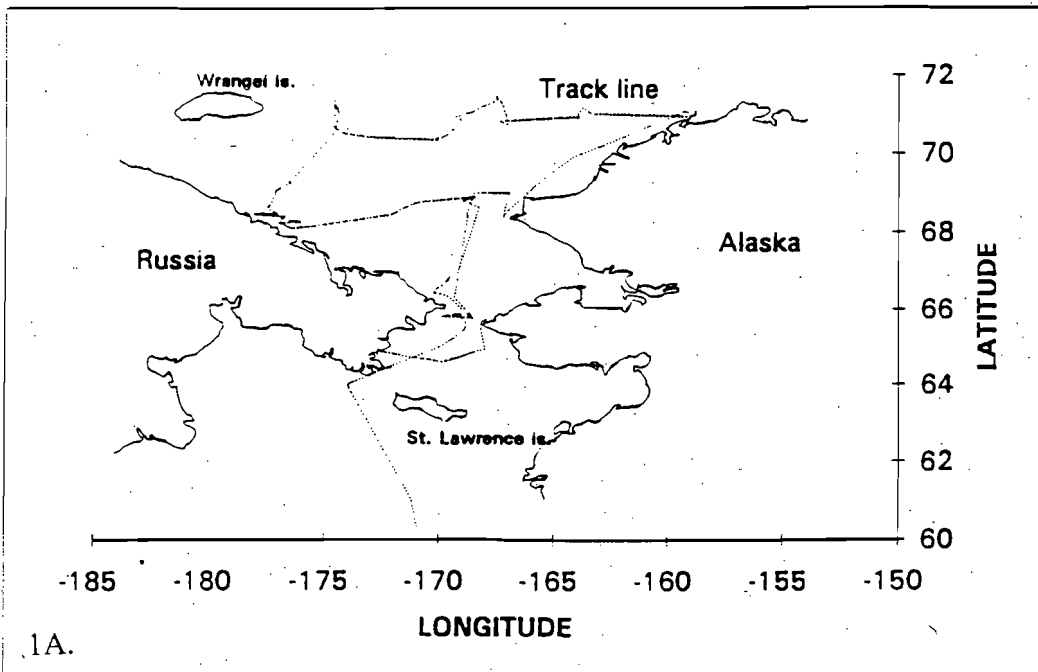 Wrangel is.
Track line
72
70
68
66
64
62
60
LATITUDE
Russia
Alaska
St. Lawrence is.
-185 -180 -175 -170 -165 -160 -155 -150
LONGITUDE
1A.